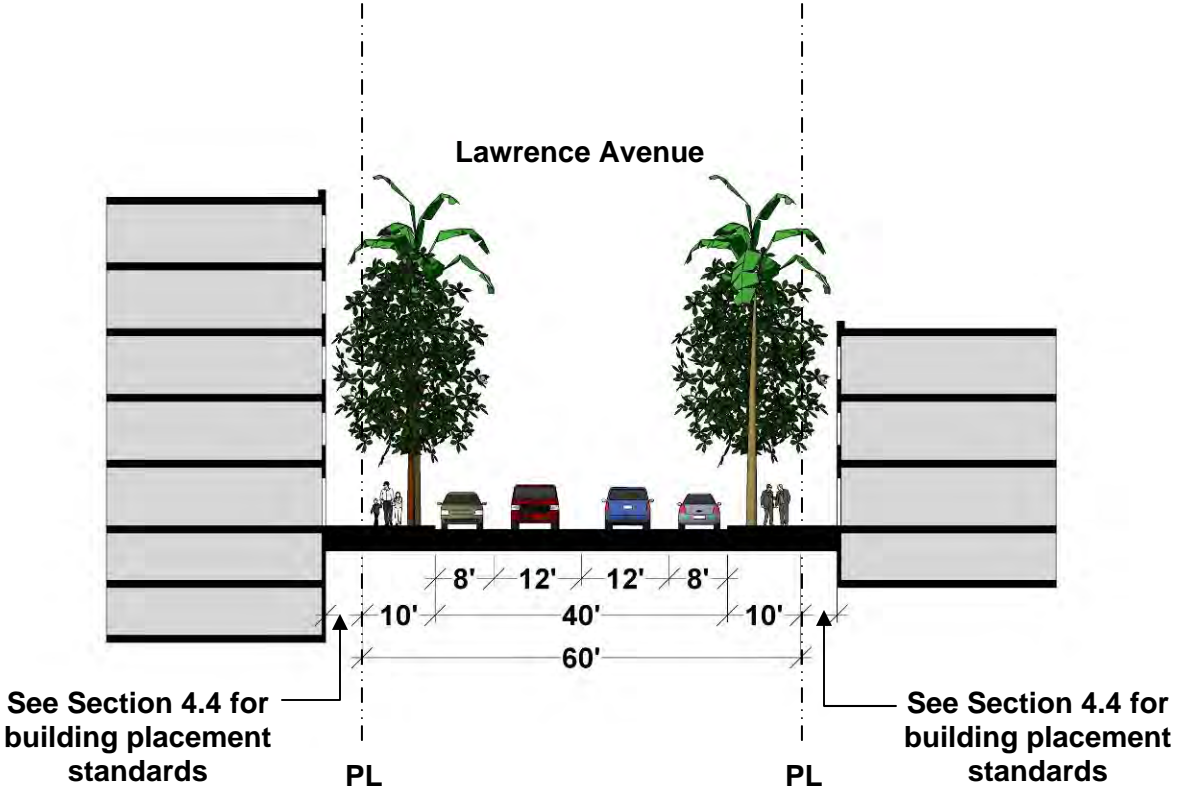 Lawrence Avenue
8' 12' 12' 8'
10' 40' 10'
60'
See Section 4.4 for
building placement
standards
PL
PL
See Section 4.4 for
building placement
standards